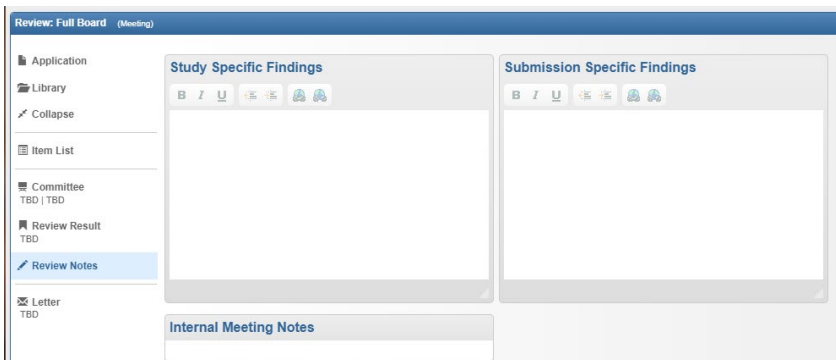 Review: Full Board (Meeting)
Application
Library
Collapse
Item List
Committee
TBD | TBD
Review Result
TBD
Review Notes
Letter
TBD
Study Specific Findings
B I U
Submission Specific Findings
B I U
Internal Meeting Notes